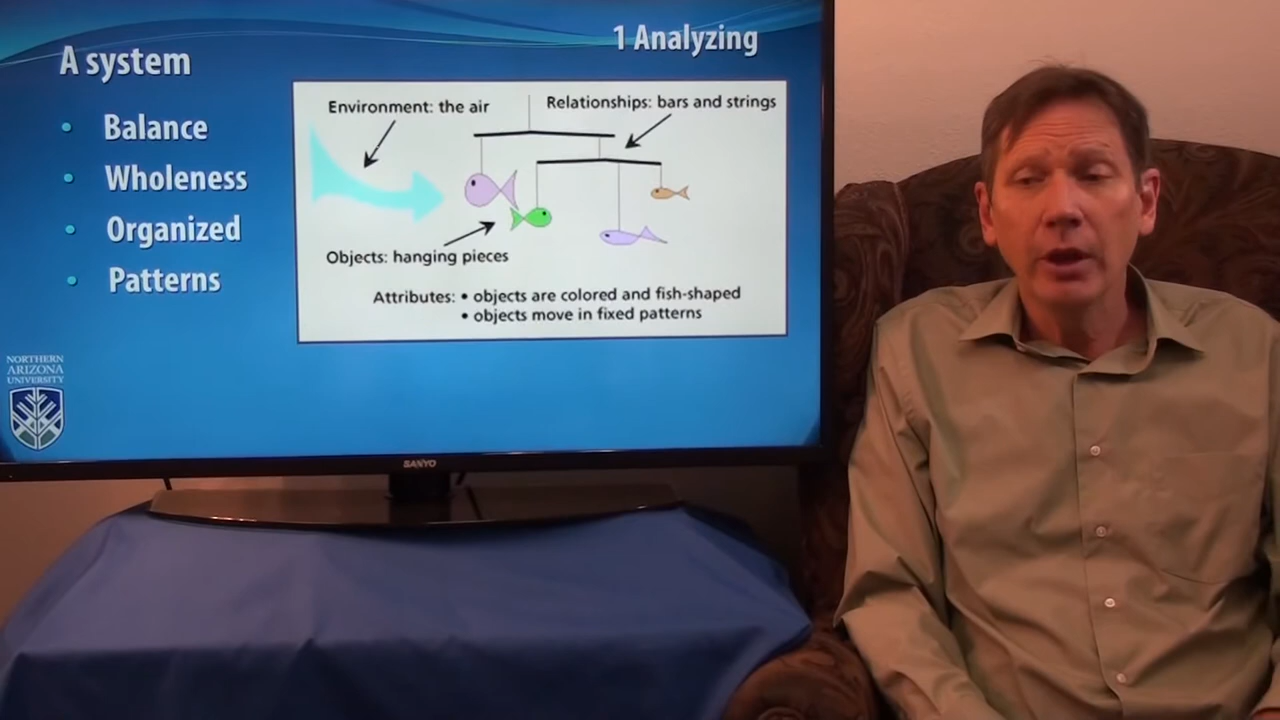 1 Analyzing
A system
• Balance
• Wholeness
• Organized
• Patterns
Environment: the air
Relationships: bars and strings
Objects: hanging pieces
Attributes: • objects are colored and fish-shaped
• objects move in fixed patterns
NORTHERN
ARIZONA
UNIVERSITY
SANYO